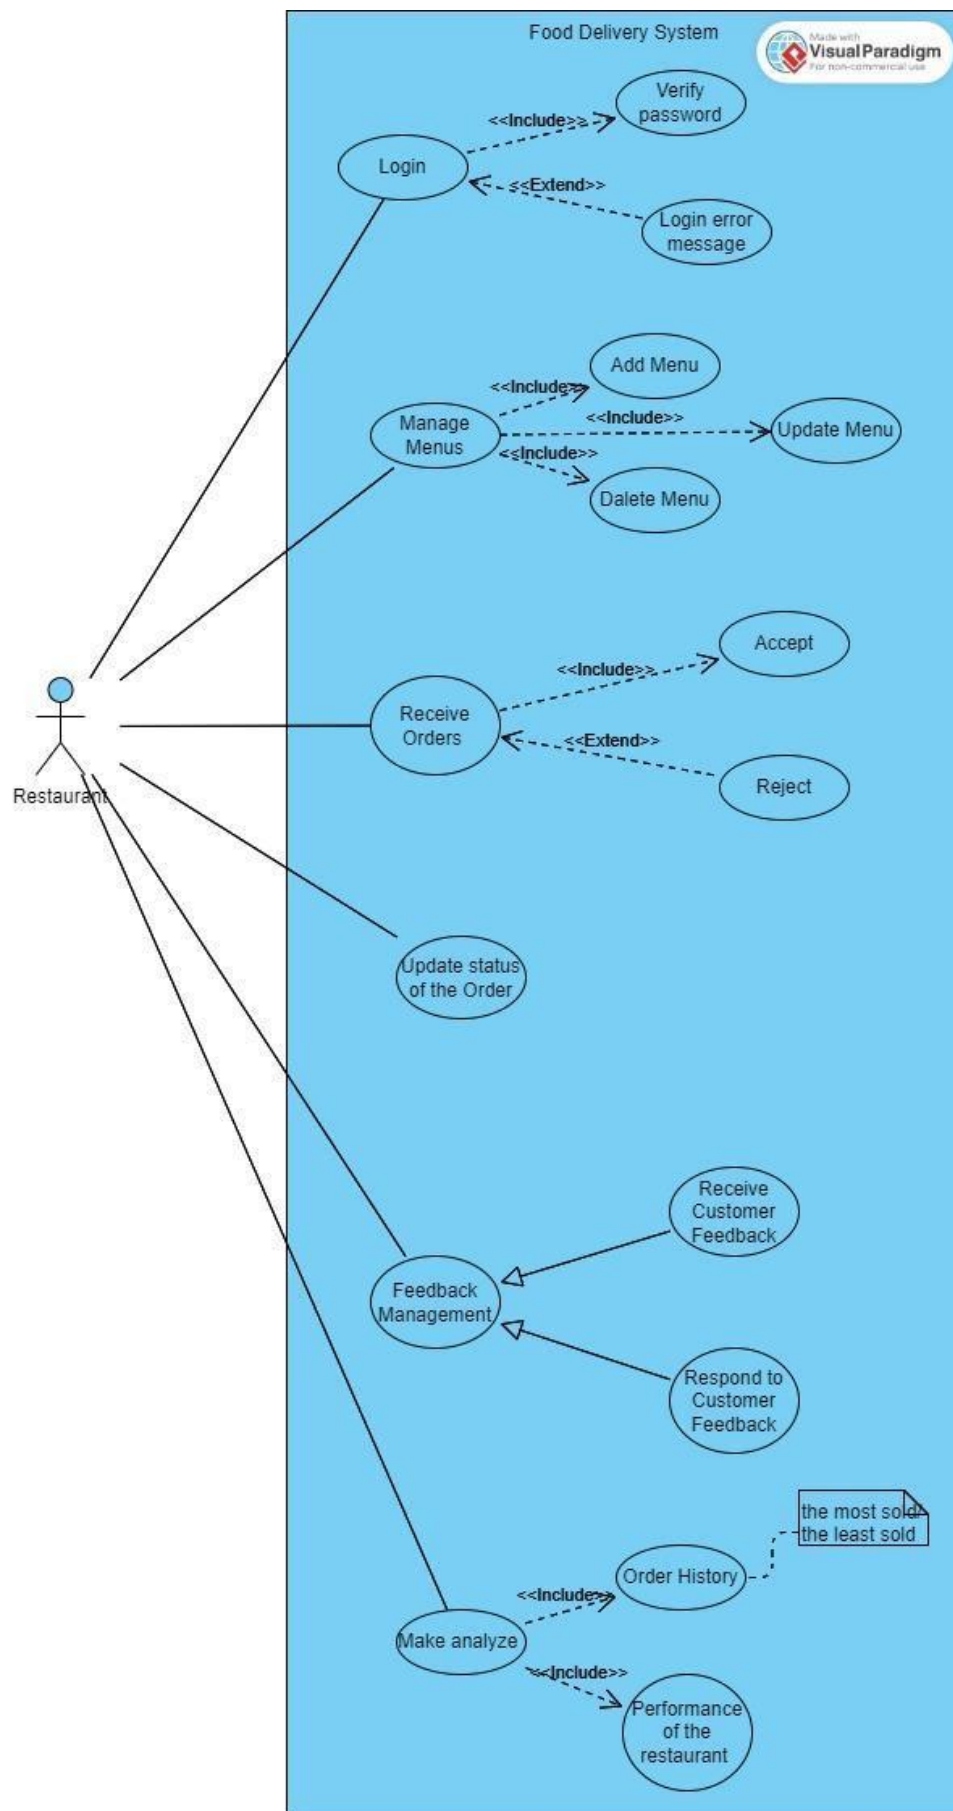 Food Delivery System
Made with
Visual Paradigm
For non-commercial use
Verify
password
<<Include>>
Login
<<Extend>>
Login error
message
Add Menu
<<Include>>
<<Include>>
Manage
Menus
Update Menu
<<Include>>
Dalete Menu
Accept
<<Include>>
Receive
Orders
<<Extend>>
Reject
Restaurant
Update status
of the Order
Receive
Customer
Feedback
Feedback
Management
Respond to
Customer
Feedback
the most sold/
the least sold
Order History
<<Include>>
Make analyze
<<Include>>
Performance
of the
restaurant